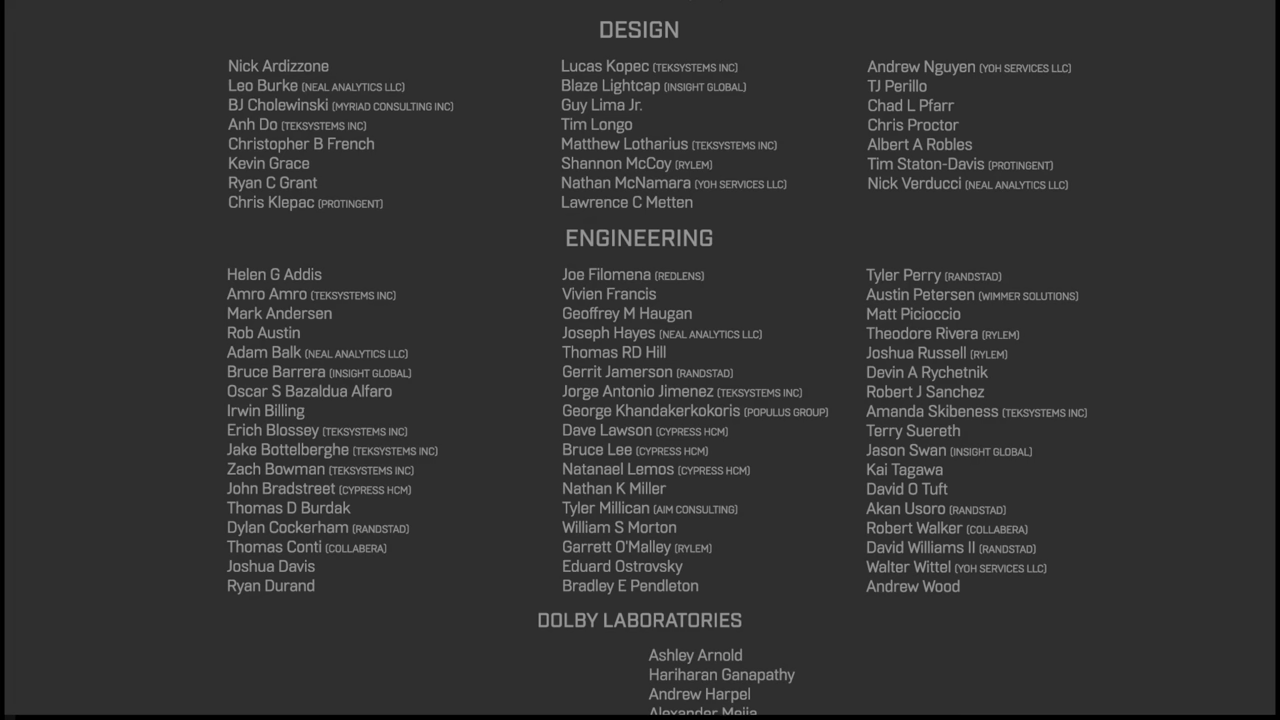 DESIGN
Nick Ardizzone
Leo Burke (NEAL ANALYTICS LLC)
BJ Cholewinski (MYRIAD CONSULTING INC)
Anh Do (TEKSYSTEMS INC)
Christopher B French
Kevin Grace
Ryan C Grant
Chris Klepac (PROTINGENT)
Lucas Kopec (TEKSYSTEMS INC)
Blaze Lightcap (INSIGHT GLOBAL)
Guy Lima Jr.
Tim Longo
Matthew Lotharius (TEKSYSTEMS INC)
Shannon McCoy (RYLEM)
Nathan McNamara (YOH SERVICES LLC)
Lawrence C Metten
Andrew Nguyen (YOH SERVICES LLC)
TJ Perillo
Chad L Pfarr
Chris Proctor
Albert A Robles
Tim Staton-Davis (PROTINGENT)
Nick Verducci (NEAL ANALYTICS LLC)
ENGINEERING
Helen G Addis
Amro Amro (TEKSYSTEMS INC)
Mark Andersen
Rob Austin
Adam Balk (NEAL ANALYTICS LLC)
Bruce Barrera (INSIGHT GLOBAL)
Oscar S Bazaldua Alfaro
Irwin Billing
Erich Blossey (TEKSYSTEMS INC)
Jake Bottelberghe (TEKSYSTEMS INC)
Zach Bowman (TEKSYSTEMS INC)
John Bradstreet (CYPRESS HCM)
Thomas D Burdak
Dylan Cockerham (RANDSTAD)
Thomas Conti (COLLABERA)
Joshua Davis
Ryan Durand
Joe Filomena (REDLENS)
Vivien Francis
Geoffrey M Haugan
Joseph Hayes (NEAL ANALYTICS LLC)
Thomas RD Hill
Gerrit Jamerson (RANDSTAD)
Jorge Antonio Jimenez (TEKSYSTEMS INC)
George Khandakerkokoris (POPULUS GROUP)
Dave Lawson (CYPRESS HCM)
Bruce Lee (CYPRESS HCM)
Natanael Lemos (CYPRESS HCM)
Nathan K Miller
Tyler Millican (AIM CONSULTING)
William S Morton
Garrett O'Malley (RYLEM)
Eduard Ostrovsky
Bradley E Pendleton
Tyler Perry (RANDSTAD)
Austin Petersen (WIMMER SOLUTIONS)
Matt Picioccio
Theodore Rivera (RYLEM)
Joshua Russell (RYLEM)
Devin A Rychetnik
Robert J Sanchez
Amanda Skibeness (TEKSYSTEMS INC)
Terry Suereth
Jason Swan (INSIGHT GLOBAL)
Kai Tagawa
David O Tuft
Akan Usoro (RANDSTAD)
Robert Walker (COLLABERA)
David Williams II (RANDSTAD)
Walter Wittel (YOH SERVICES LLC)
Andrew Wood
DOLBY LABORATORIES
Ashley Arnold
Hariharan Ganapathy
Andrew Harpel
Alexander Mejia